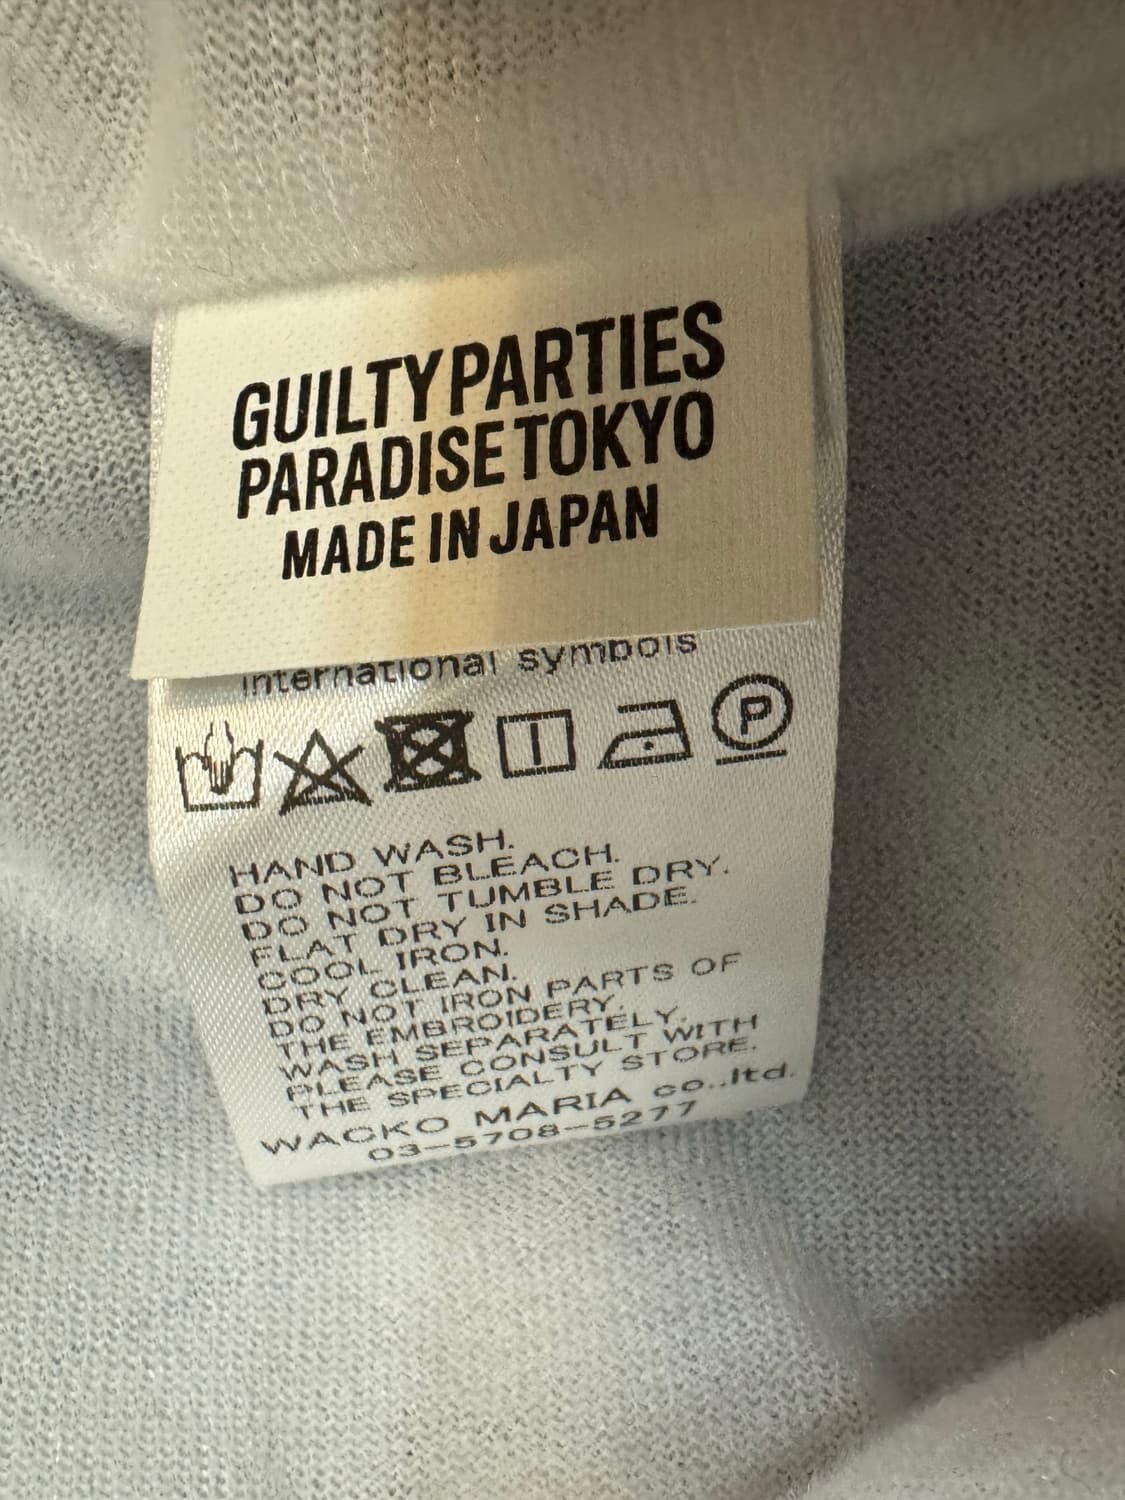 GUILTY PARTIES
PARADISE TOKYO
MADE IN JAPAN
international symbols
P
HAND WASH.
DO NOT BLEACH.
DO NOT TUMBLE DRY.
FLAT DRY IN SHADE.
COOL IRON.
DRY CLEAN.
DO NOT IRON PARTS OF
THE EMBROIDERY.
WASH SEPARATELY.
PLEASE CONSULT WITH
THE SPECIALTY STORE.
WACKO MARIA co.,ltd.
03-5708-5277